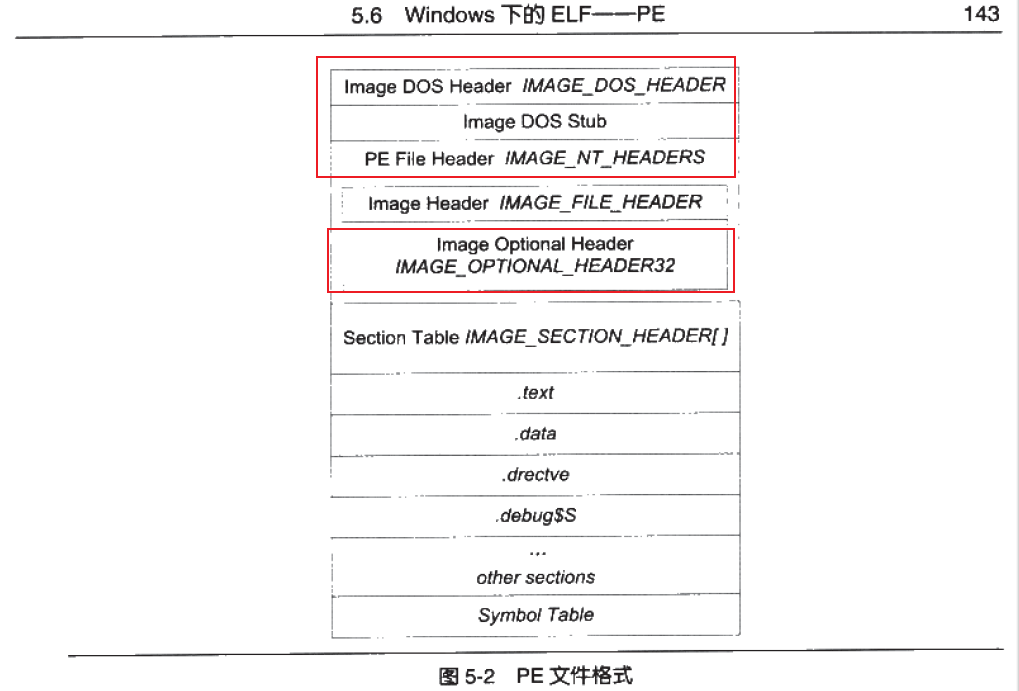 5.6 Windows 下的 ELF——PE 143
Image DOS Header IMAGE_DOS_HEADER
Image DOS Stub
PE File Header IMAGE_NT_HEADERS
Image Header IMAGE_FILE_HEADER
Image Optional Header
IMAGE_OPTIONAL_HEADER32
Section Table IMAGE_SECTION_HEADER[ ]
.text
.data
.drectve
.debug$S
...
other sections
Symbol Table
图 5-2 PE 文件格式